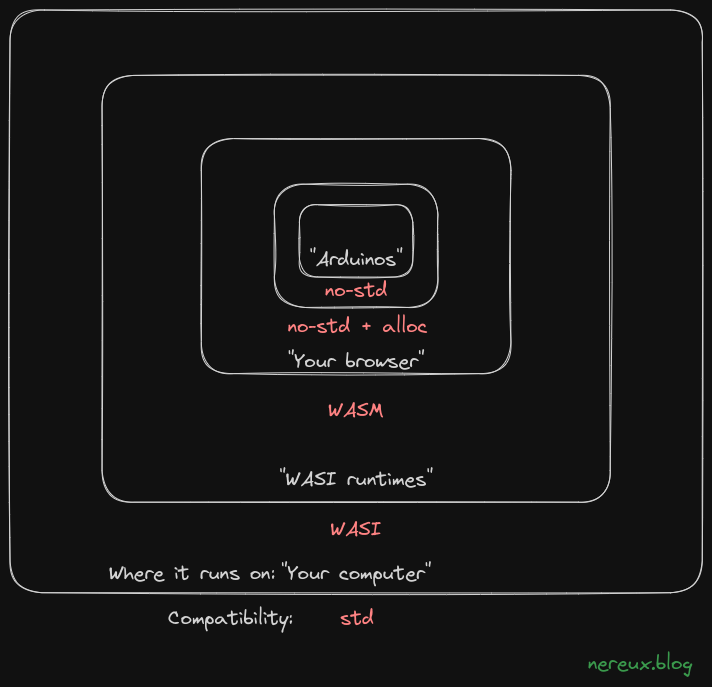 "Arduinos"
no-std
no-std + alloc
"Your browser"
WASM
"WASI runtimes"
WASI
Where it runs on: "Your computer"
Compatibility: std
nereux.blog